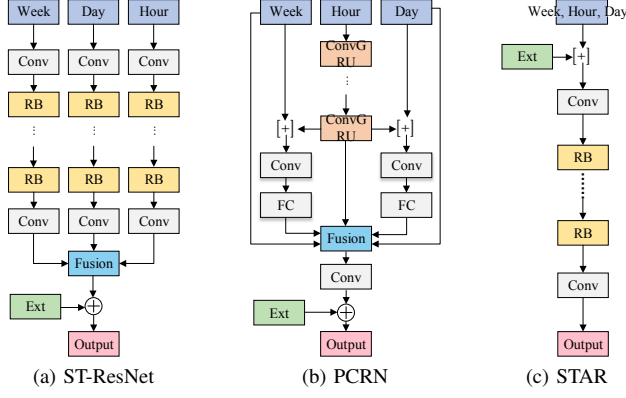 Week Day Hour
Conv Conv Conv
RB RB RB
... ... ...
RB RB RB
Conv Conv Conv
Fusion
Ext
+
Output
(a) ST-ResNet
Week Hour Day
ConvG
RU
...
ConvG
RU
[+] [+]
Conv Conv
FC FC
Fusion
Conv
Ext
+
Output
(b) PCRN
Week, Hour, Day
Ext
[+]
Conv
RB
RB
Conv
Output
(c) STAR